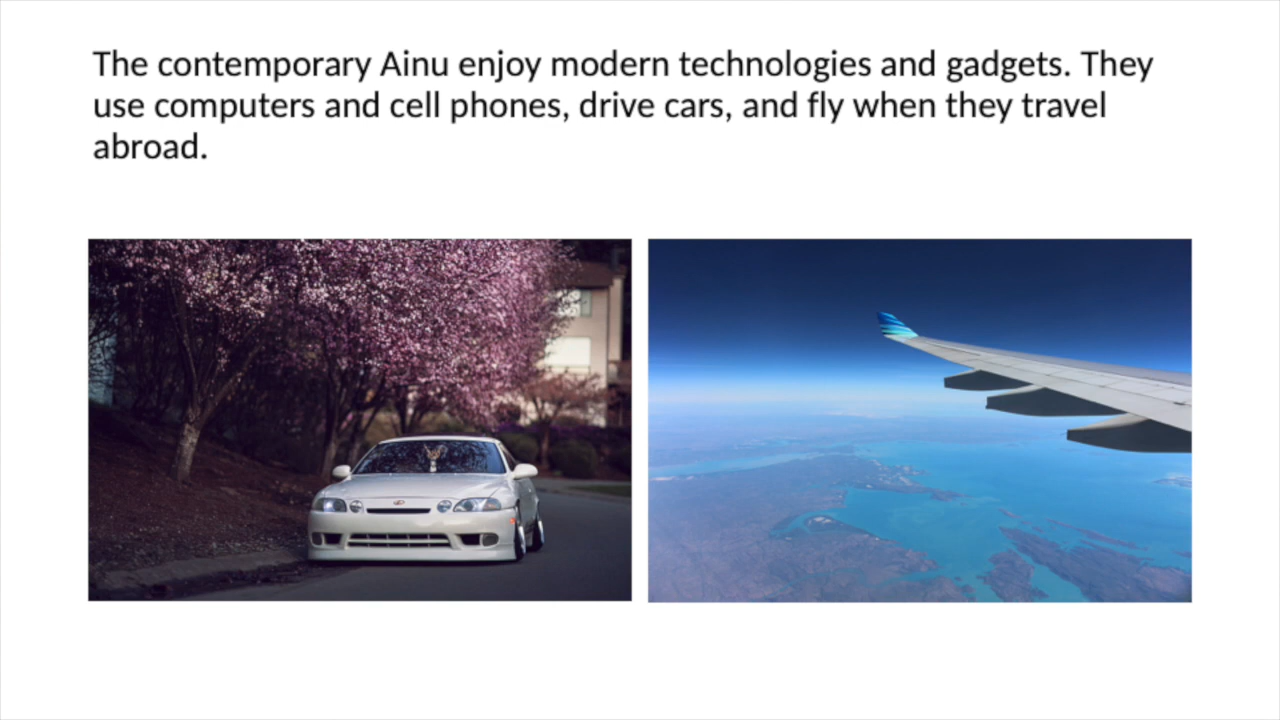 The contemporary Ainu enjoy modern technologies and gadgets. They
use computers and cell phones, drive cars, and fly when they travel
abroad.